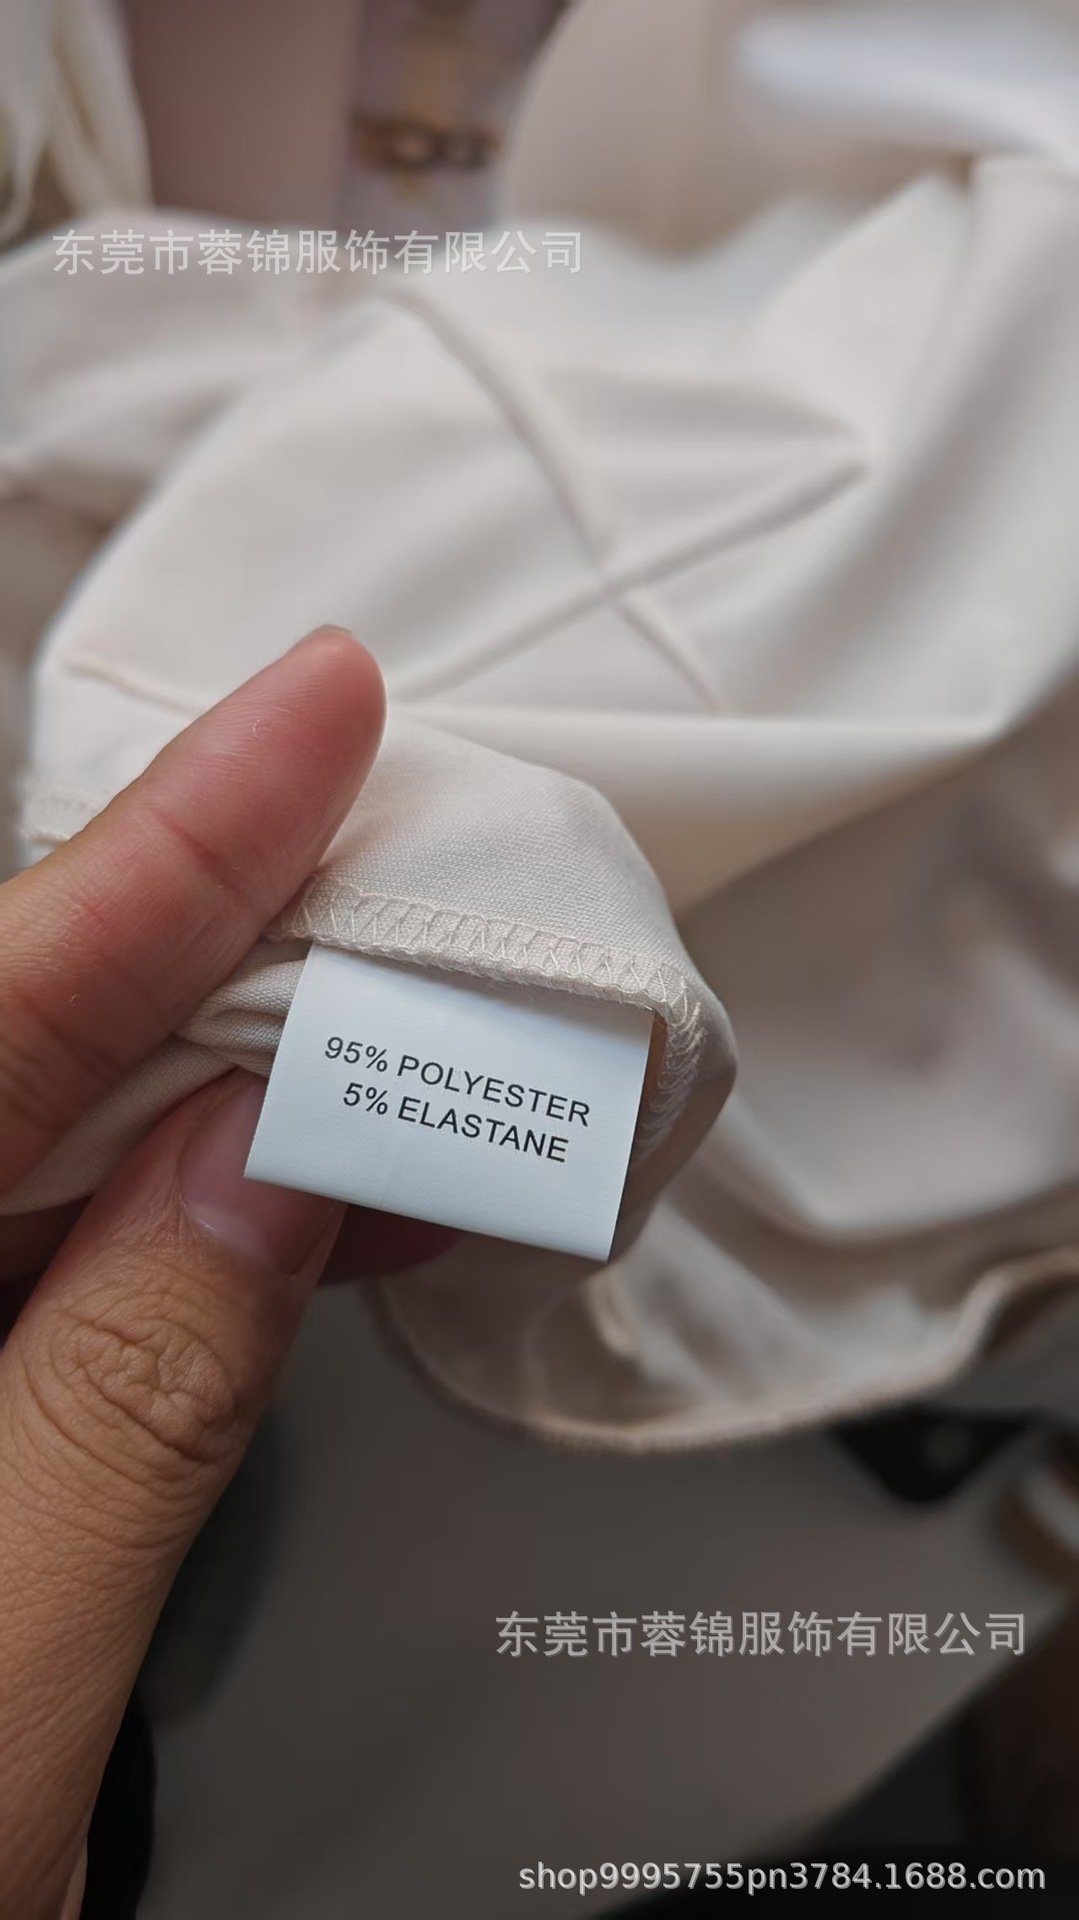 东莞市蓉锦服饰有限公司
95% POLYESTER
5% ELASTANE
东莞市蓉锦服饰有限公司
shop9995755pn3784.1688.com